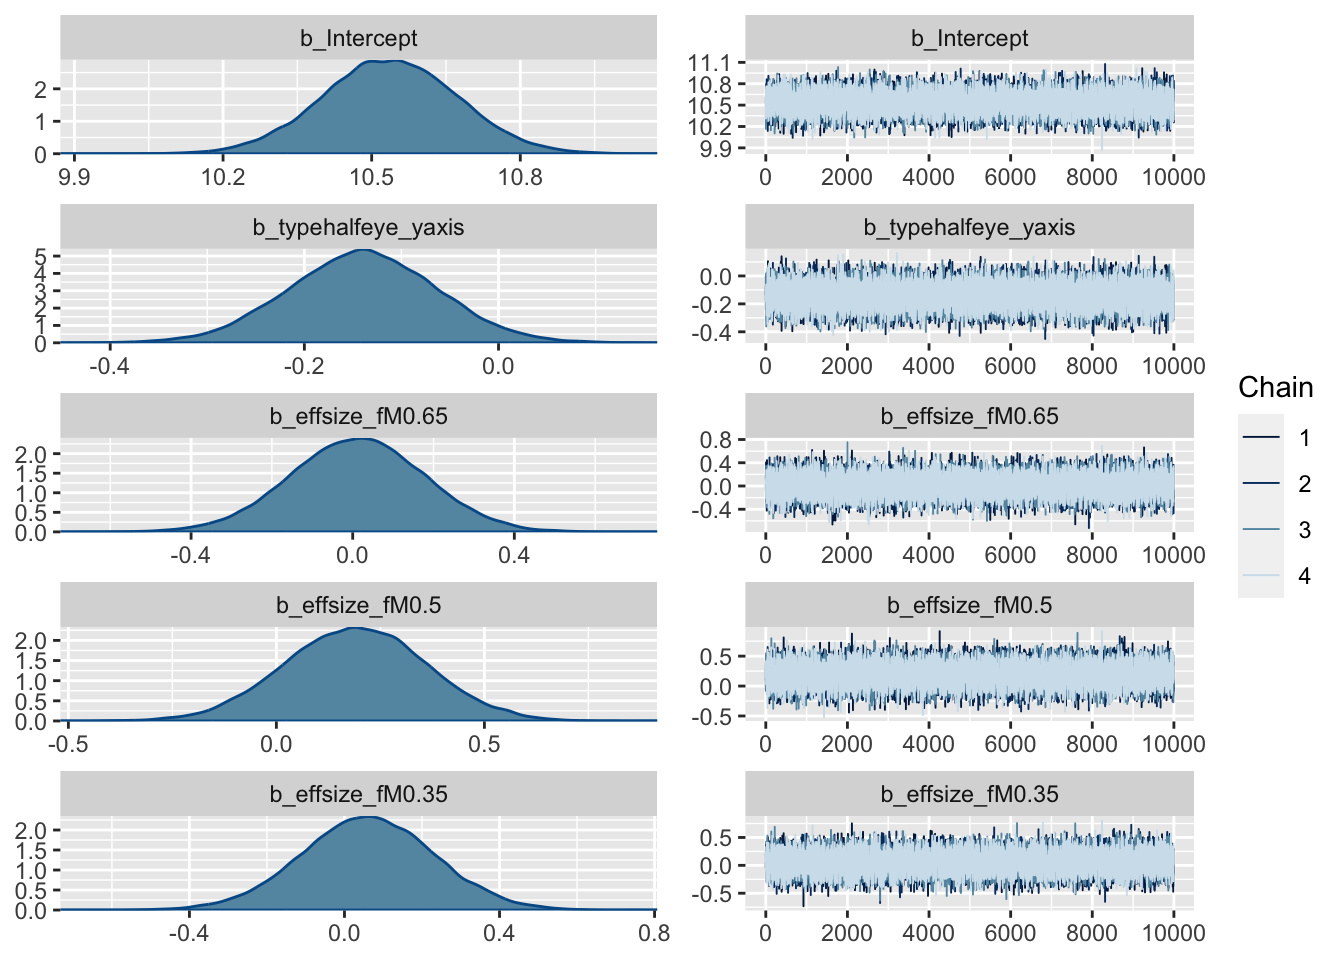 b_Intercept
2
1
0
9.9 10.2 10.5 10.8
b_Intercept
11.1
10.8
10.5
10.2
9.9
0 2000 4000 6000 8000 10000
b_typehalfeye_yaxis
5
4
3
2
1
0
-0.4 -0.2 0.0
b_typehalfeye_yaxis
0.0
-0.2
-0.4
0 2000 4000 6000 8000 10000
b_effsize_fM0.65
2.0
1.5
1.0
0.5
0.0
-0.4 0.0 0.4
b_effsize_fM0.65
0.8
0.4
0.0
-0.4
0 2000 4000 6000 8000 10000
b_effsize_fM0.5
2.0
1.5
1.0
0.5
0.0
-0.5 0.0 0.5
b_effsize_fM0.5
0.5
0.0
-0.5
0 2000 4000 6000 8000 10000
b_effsize_fM0.35
2.0
1.5
1.0
0.5
0.0
-0.4 0.0 0.4 0.8
b_effsize_fM0.35
0.5
0.0
-0.5
0 2000 4000 6000 8000 10000
Chain
1
2
3
4